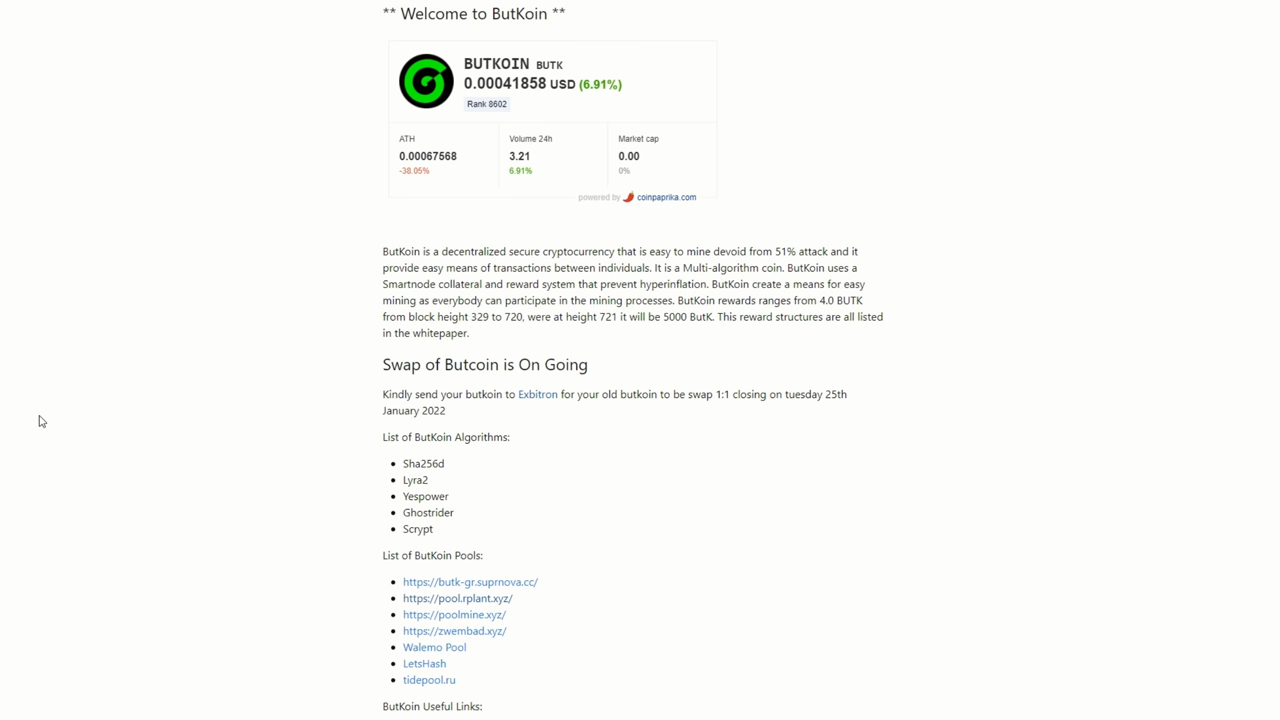 ** Welcome to ButKoin **
BUTKOIN BUTK
0.00041858 USD (6.91%)
Rank 8602
ATH Volume 24h Market cap
0.00067568 3.21 0.00
-38.05% 6.91% 0%
powered by coinpaprika.com
ButKoin is a decentralized secure cryptocurrency that is easy to mine devoid from 51% attack and it
provide easy means of transactions between individuals. It is a Multi-algorithm coin. ButKoin uses a
Smartnode collateral and reward system that prevent hyperinflation. ButKoin create a means for easy
mining as everybody can participate in the mining processes. ButKoin rewards ranges from 4.0 BUTK
from block height 329 to 720, were at height 721 it will be 5000 ButK. This reward structures are all listed
in the whitepaper.
Swap of Butcoin is On Going
Kindly send your butkoin to Exbitron for your old butkoin to be swap 1:1 closing on tuesday 25th
January 2022
List of ButKoin Algorithms:
• Sha256d
• Lyra2
• Yespower
• Ghostrider
• Scrypt
List of ButKoin Pools:
• https://butk-gr.suprnova.cc/
• https://pool.rplant.xyz/
• https://poolmine.xyz/
• https://zwembad.xyz/
• Walemo Pool
• LetsHash
• tidepool.ru
ButKoin Useful Links: